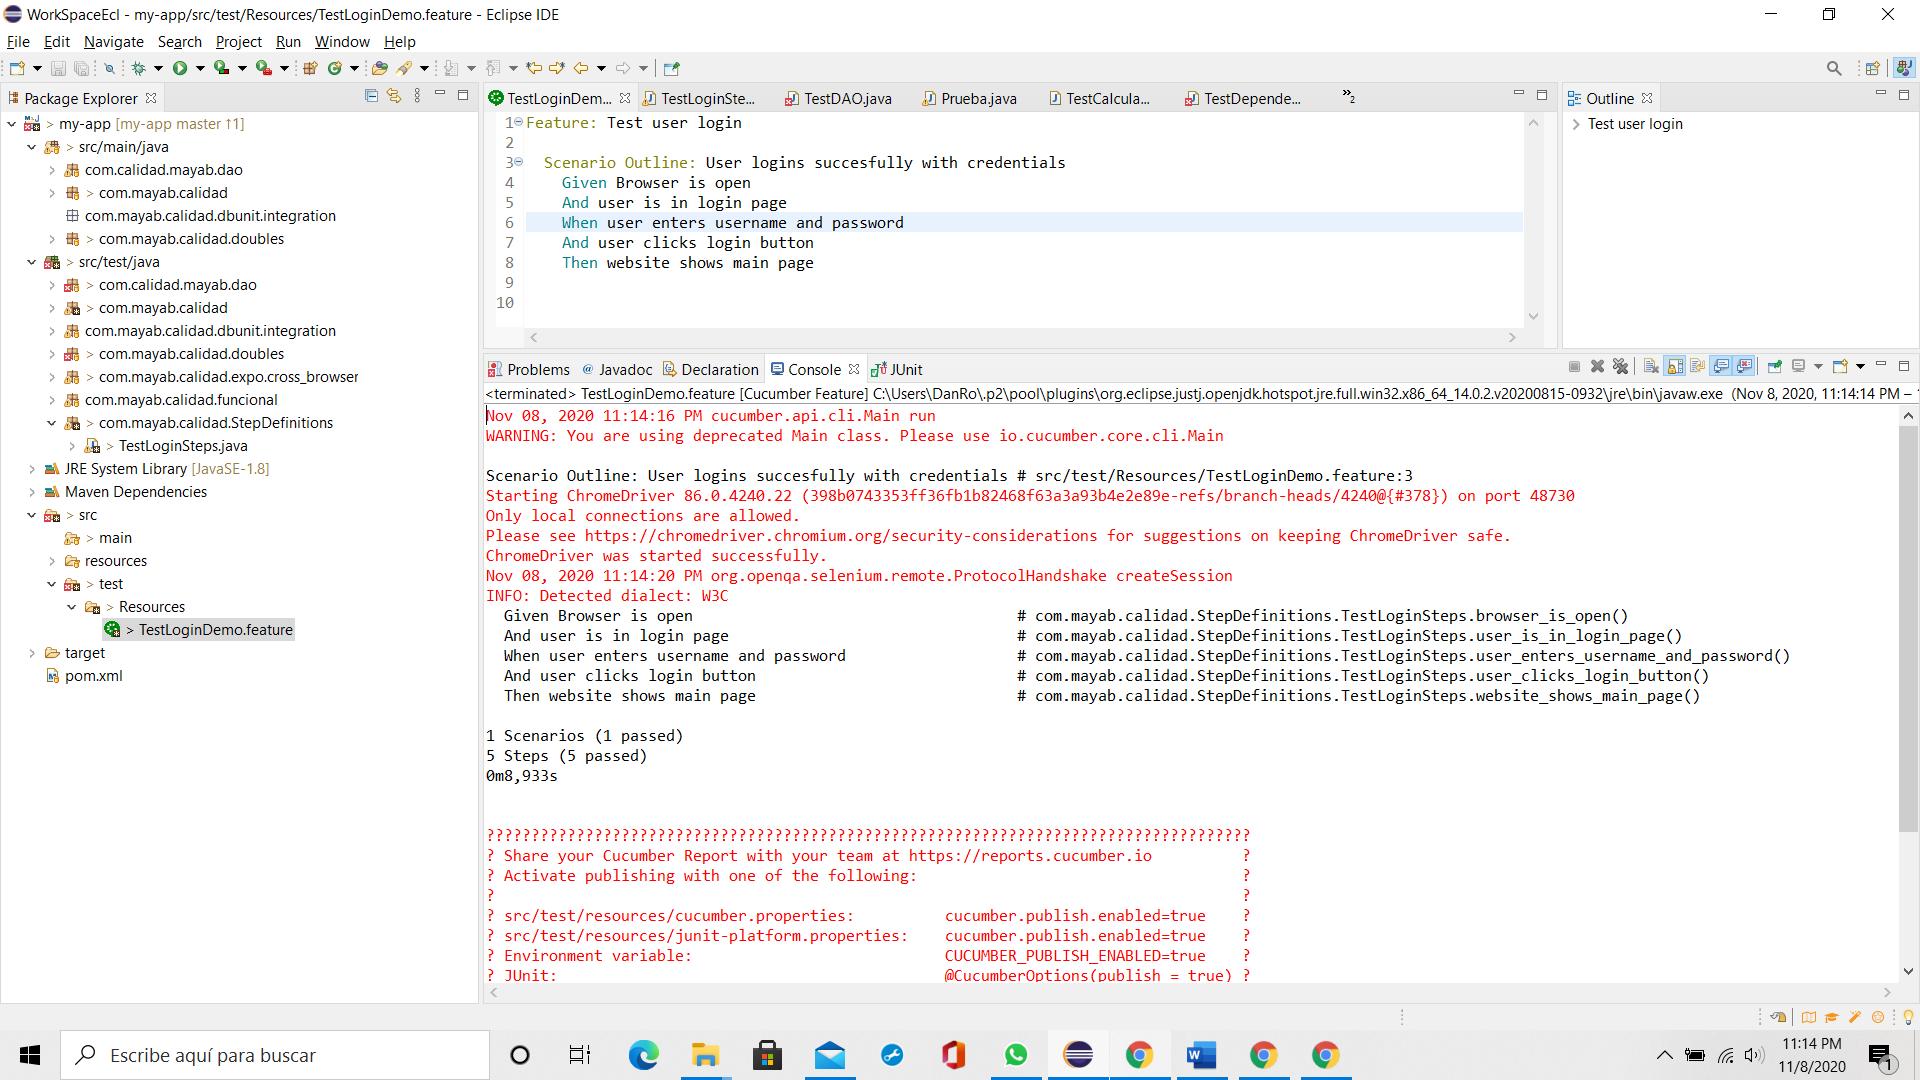 WorkSpaceEcl - my-app/src/test/Resources/TestLoginDemo.feature - Eclipse IDE
File Edit Navigate Search Project Run Window Help
Package Explorer
> my-app [my-app master ↑1]
> src/main/java
com.calidad.mayab.dao
> com.mayab.calidad
com.mayab.calidad.dbunit.integration
> com.mayab.calidad.doubles
> src/test/java
> com.calidad.mayab.dao
> com.mayab.calidad
com.mayab.calidad.dbunit.integration
> com.mayab.calidad.doubles
> com.mayab.calidad.expo.cross_browser
com.mayab.calidad.funcional
> com.mayab.calidad.StepDefinitions
> TestLoginSteps.java
JRE System Library [JavaSE-1.8]
Maven Dependencies
> src
> main
resources
> test
> Resources
> TestLoginDemo.feature
target
pom.xml
TestLoginDem... TestLoginSte... TestDAO.java Prueba.java TestCalcula... TestDepende... »2
1 Feature: Test user login
2
3 Scenario Outline: User logins succesfully with credentials
4 Given Browser is open
5 And user is in login page
6 When user enters username and password
7 And user clicks login button
8 Then website shows main page
9
10
Outline
Test user login
Problems @ Javadoc Declaration Console JUnit
<terminated> TestLoginDemo.feature [Cucumber Feature] C:\Users\DanRo\.p2\pool\plugins\org.eclipse.justj.openjdk.hotspot.jre.full.win32.x86_64_14.0.2.v20200815-0932\jre\bin\javaw.exe (Nov 8, 2020, 11:14:14 PM –
Nov 08, 2020 11:14:16 PM cucumber.api.cli.Main run
WARNING: You are using deprecated Main class. Please use io.cucumber.core.cli.Main
Scenario Outline: User logins succesfully with credentials # src/test/Resources/TestLoginDemo.feature:3
Starting ChromeDriver 86.0.4240.22 (398b0743353ff36fb1b82468f63a3a93b4e2e89e-refs/branch-heads/4240@{#378}) on port 48730
Only local connections are allowed.
Please see https://chromedriver.chromium.org/security-considerations for suggestions on keeping ChromeDriver safe.
ChromeDriver was started successfully.
Nov 08, 2020 11:14:20 PM org.openqa.selenium.remote.ProtocolHandshake createSession
INFO: Detected dialect: W3C
Given Browser is open # com.mayab.calidad.StepDefinitions.TestLoginSteps.browser_is_open()
And user is in login page # com.mayab.calidad.StepDefinitions.TestLoginSteps.user_is_in_login_page()
When user enters username and password # com.mayab.calidad.StepDefinitions.TestLoginSteps.user_enters_username_and_password()
And user clicks login button # com.mayab.calidad.StepDefinitions.TestLoginSteps.user_clicks_login_button()
Then website shows main page # com.mayab.calidad.StepDefinitions.TestLoginSteps.website_shows_main_page()
1 Scenarios (1 passed)
5 Steps (5 passed)
0m8,933s
?????????????????????????????????????????????????????????????????????????????????????
? Share your Cucumber Report with your team at https://reports.cucumber.io ?
? Activate publishing with one of the following: ?
? ?
? src/test/resources/cucumber.properties: cucumber.publish.enabled=true ?
? src/test/resources/junit-platform.properties: cucumber.publish.enabled=true ?
? Environment variable: CUCUMBER_PUBLISH_ENABLED=true ?
? JUnit: @CucumberOptions(publish = true) ?
Escribe aquí para buscar
11:14 PM
11/8/2020
1